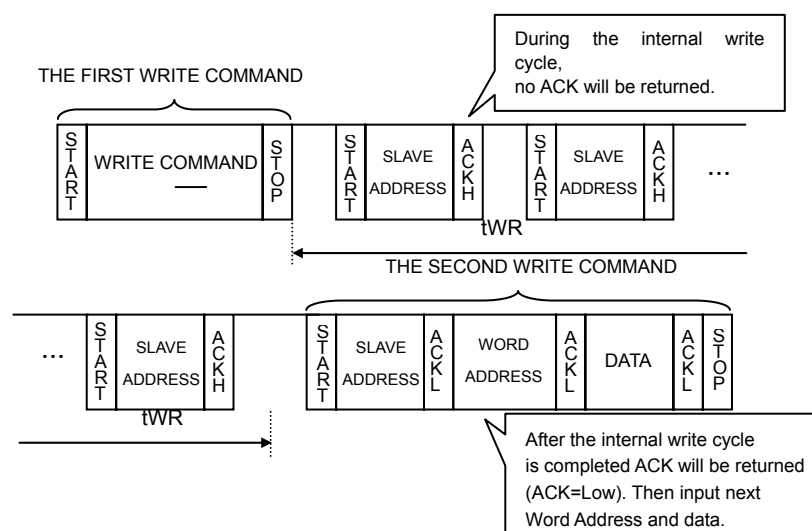 During the internal write
cycle,
no ACK will be returned.
THE FIRST WRITE COMMAND
START
WRITE COMMAND
STOP
START
SLAVE
ADDRESS
ACKH
START
SLAVE
ADDRESS
ACKH
...
tWR
THE SECOND WRITE COMMAND
...
START
SLAVE
ADDRESS
ACKH
START
SLAVE
ADDRESS
ACKL
WORD
ADDRESS
ACKL
DATA
ACKL
STOP
tWR
After the internal write cycle
is completed ACK will be returned
(ACK=Low). Then input next
Word Address and data.